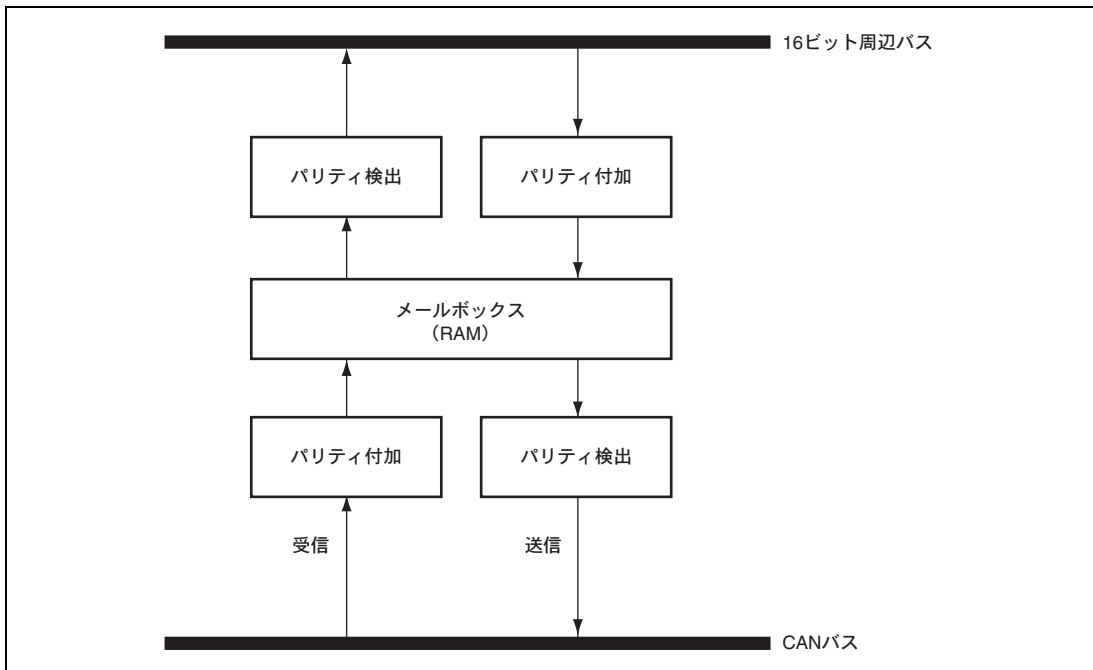 16ビット周辺バス
パリティ検出
パリティ付加
メールボックス
（RAM）
パリティ付加
パリティ検出
受信
送信
CANバス